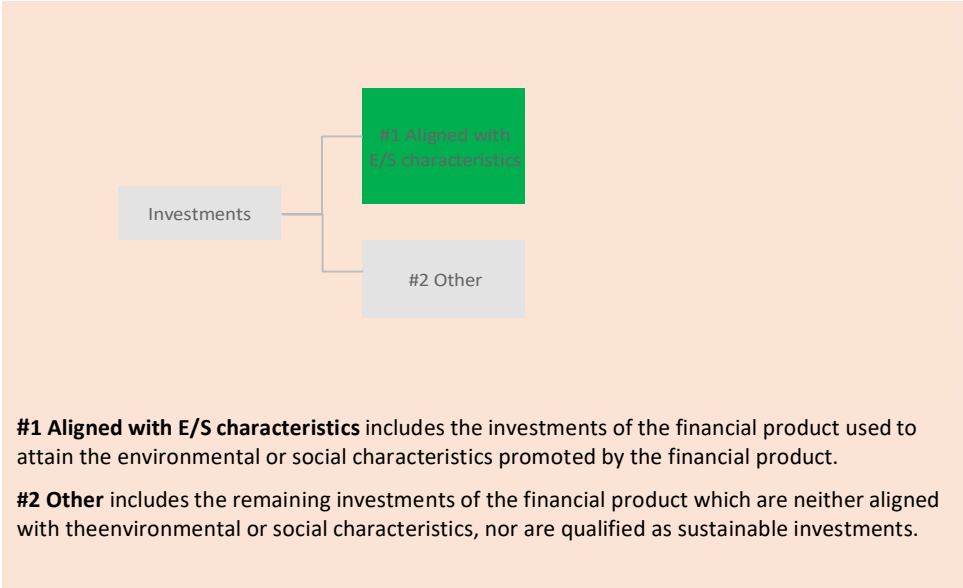 #1 Aligned with
E/S characteristics
Investments
#2 Other
#1 Aligned with E/S characteristics includes the investments of the financial product used to
attain the environmental or social characteristics promoted by the financial product.
#2 Other includes the remaining investments of the financial product which are neither aligned
with theenvironmental or social characteristics, nor are qualified as sustainable investments.